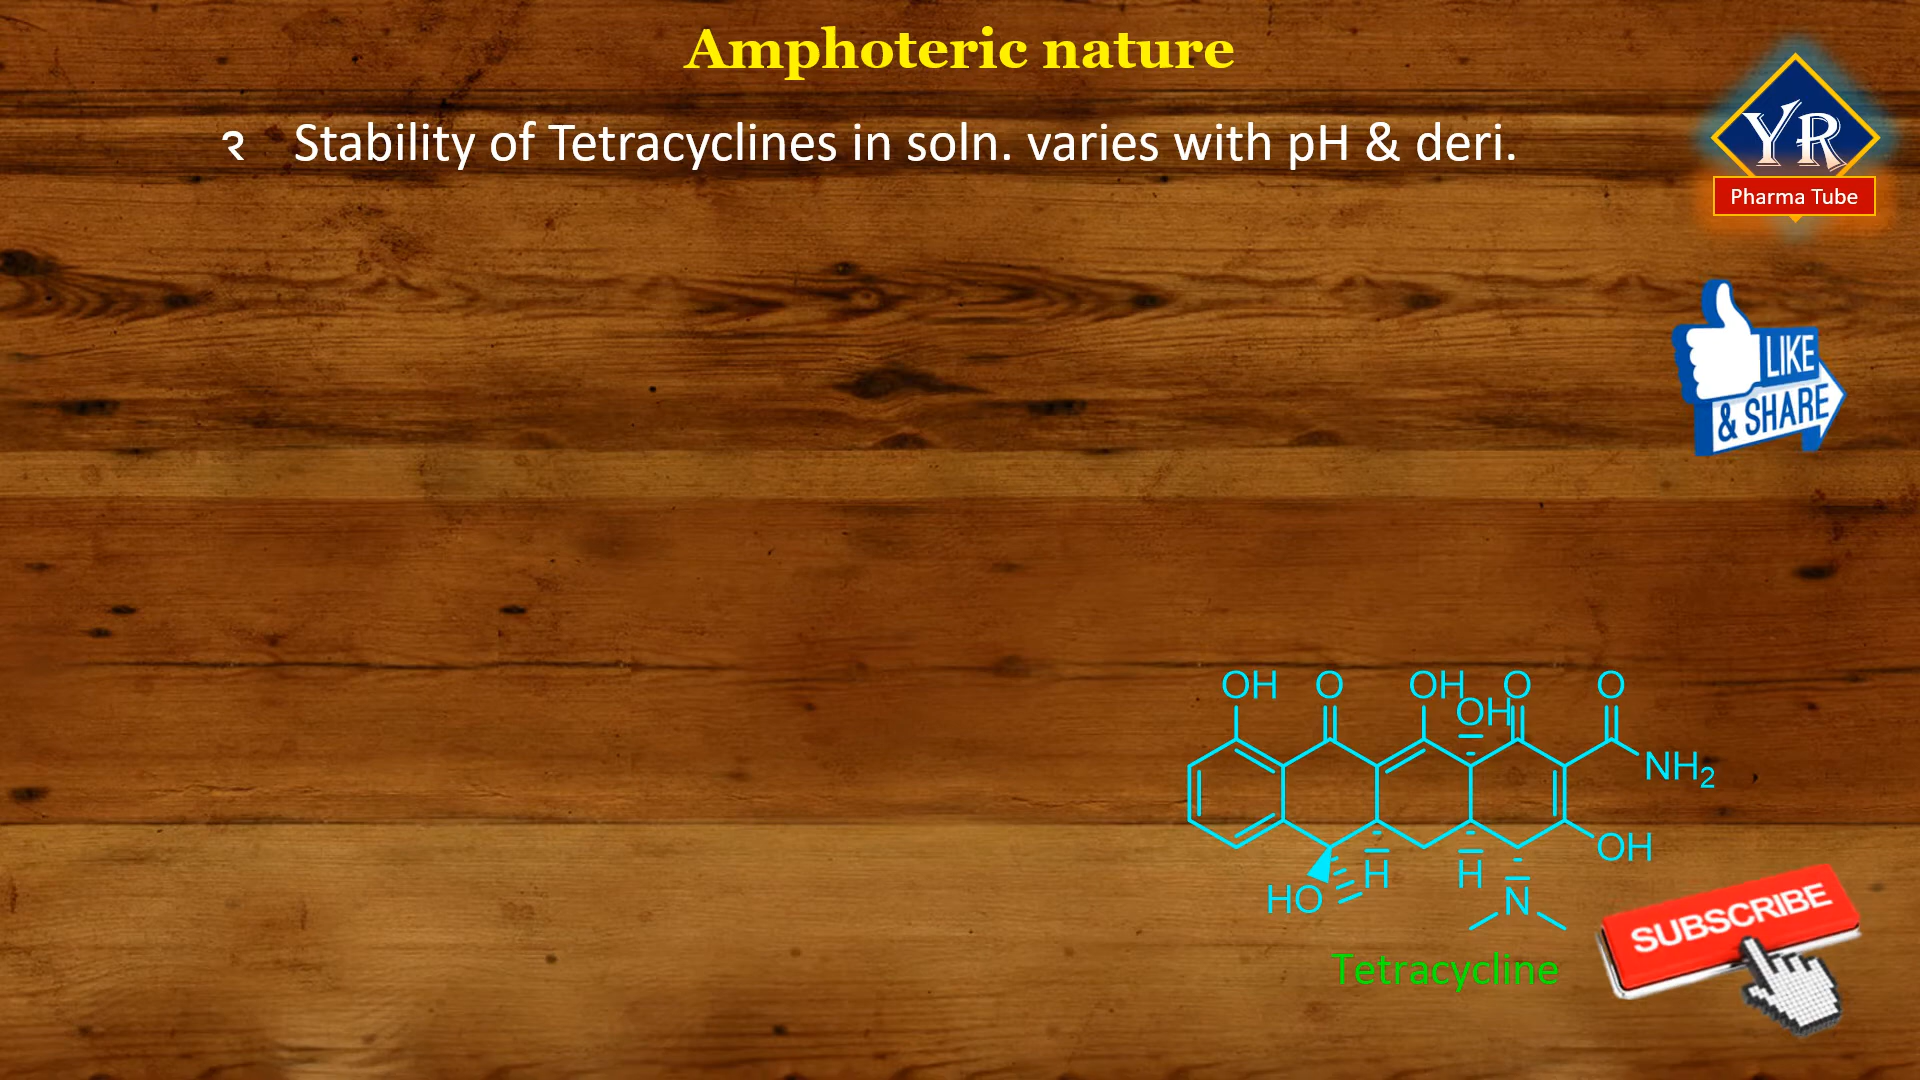 Amphoteric nature
२ Stability of Tetracyclines in soln. varies with pH & deri.
YR
Pharma Tube
LIKE
& SHARE
OH O OH OH O O
NH2
OH
HO H H N
Tetracycline
SUBSCRIBE